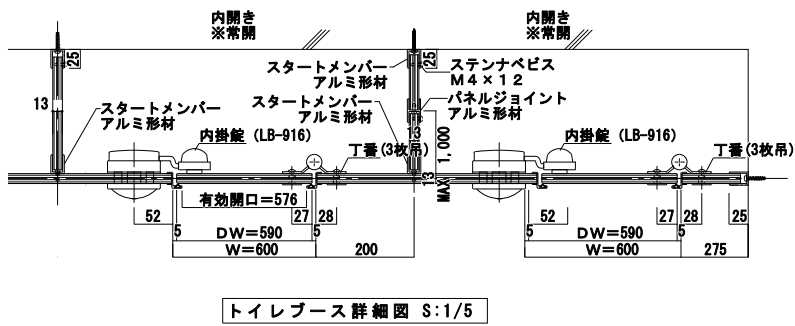 内開き
※常開
内開き
※常開
25
スタートメンバー
アルミ形材
25
ステンナベビス
M4×12
13
スタートメンバー
アルミ形材
スタートメンバー
アルミ形材
パネルジョイント
アルミ形材
13
内掛錠 (LB-916)
丁番(3枚吊)
MAX 1,000
13
内掛錠 (LB-916)
丁番(3枚吊)
有効開口=576
52
27
28
52
27
28
25
5
DW=590
5
5
DW=590
5
W=600
200
W=600
275
トイレブース詳細図 S:1/5